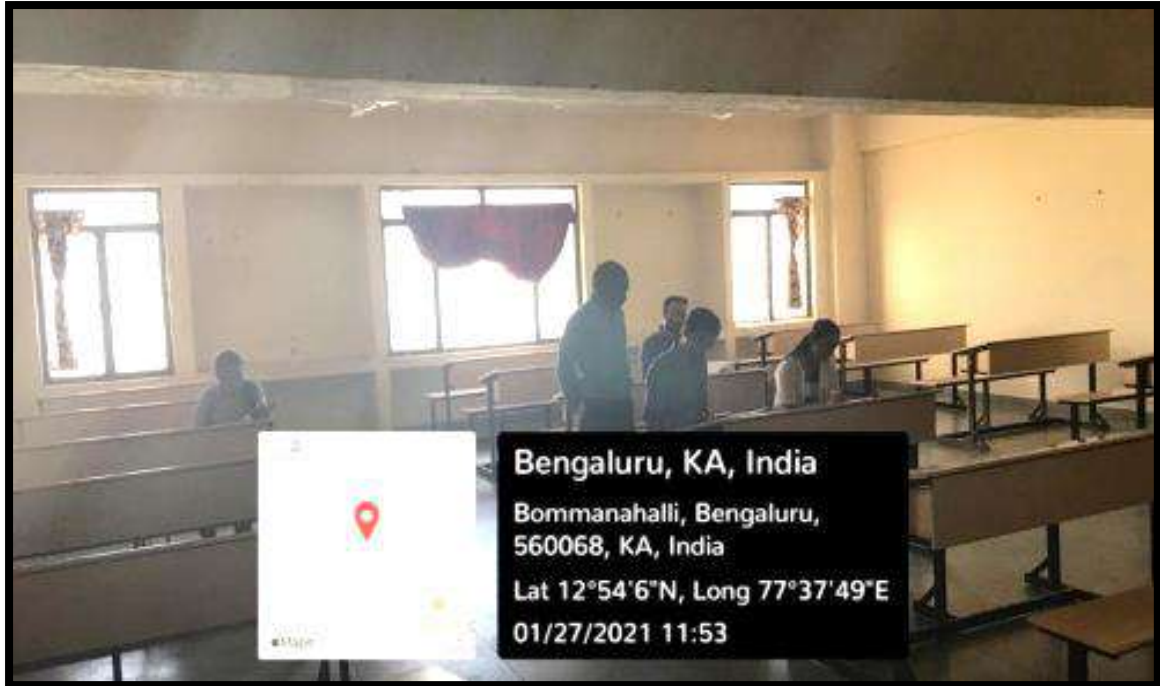 Bengaluru, KA, India
Bommanahalli, Bengaluru,
560068, KA, India
Lat 12°54'6"N, Long 77°37'49"E
01/27/2021 11:53